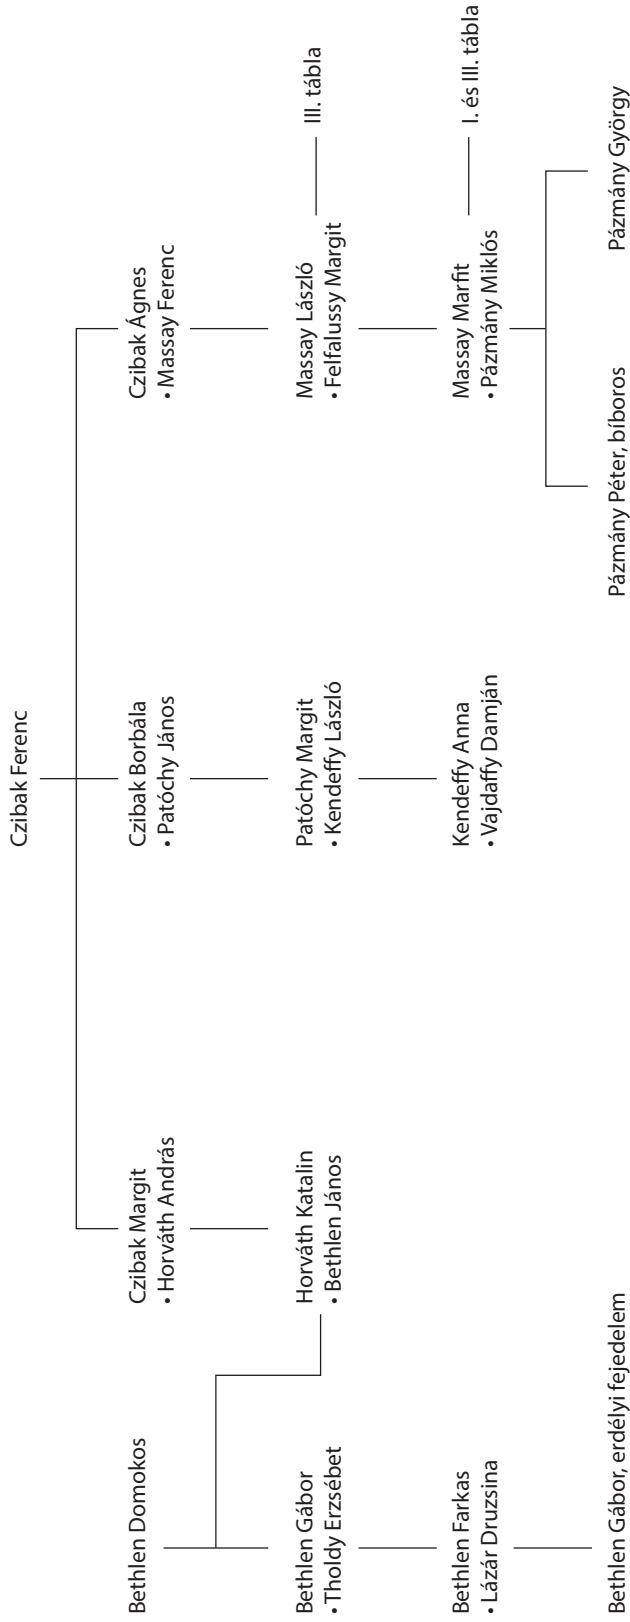 Czibak Ferenc
Bethlen Domokos
Czibak Margit
• Horváth András
Czibak Borbála
• Patóchy János
Czibak Ágnes
• Massay Ferenc
Bethlen Gábor
• Tholdy Erzsébet
Horváth Katalin
• Bethlen János
Patóchy Margit
• Kendeffy László
Massay László
• Felfalussy Margit
III. tábla
Bethlen Farkas
• Lázár Druzsina
Kendeffy Anna
• Vajdaffy Damján
Massay Marfit
• Pázmány Miklós
I. és III. tábla
Bethlen Gábor, erdélyi fejedelem
Pázmány Péter, bíboros
Pázmány György